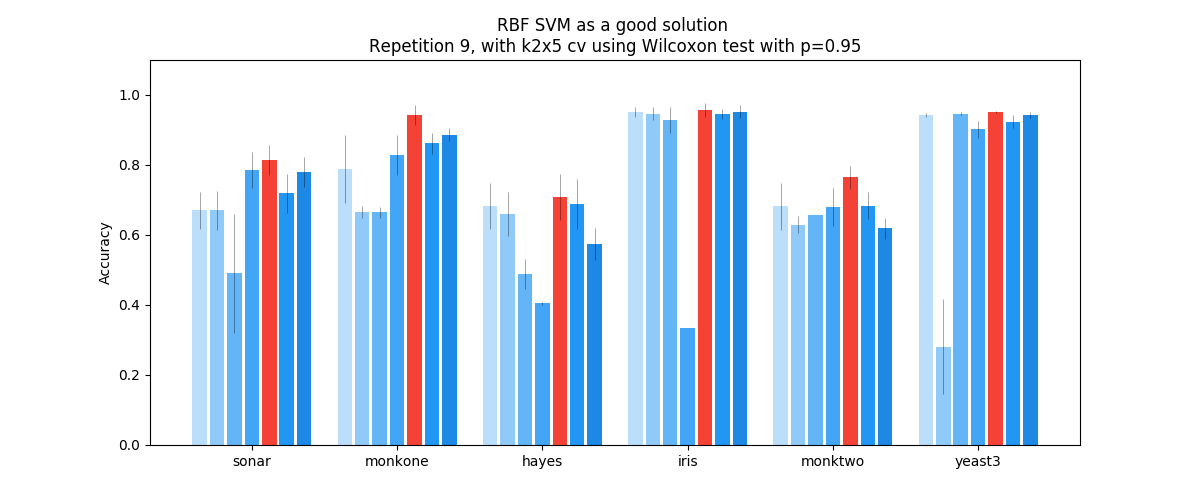 RBF SVM as a good solution
Repetition 9, with k2x5 cv using Wilcoxon test with p=0.95
Accuracy
1.0
0.8
0.6
0.4
0.2
0.0
sonar monkone hayes iris monktwo yeast3